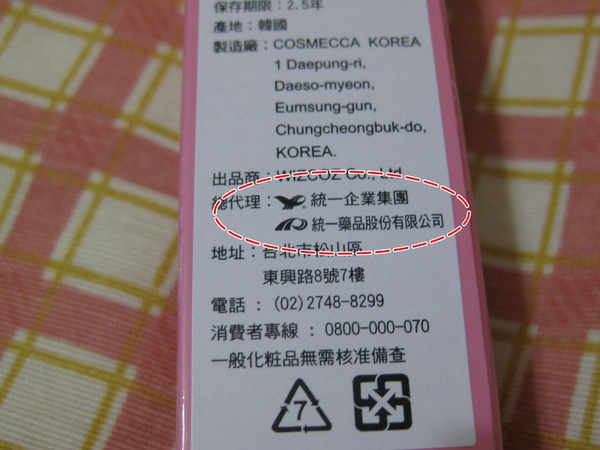 保存期限：2.5年
產地：韓國
製造廠：COSMECCA KOREA
1 Daepung-ri,
Daeso-myeon,
Eumsung-gun,
Chungcheongbuk-do,
KOREA.
出品商：WIZCOZ Co., Ltd
總代理：統一企業集團
統一藥品股份有限公司
地址：台北市松山區
東興路8號7樓
電話：(02)2748-8299
消費者專線：0800-000-070
一般化粧品無需核准備查
7